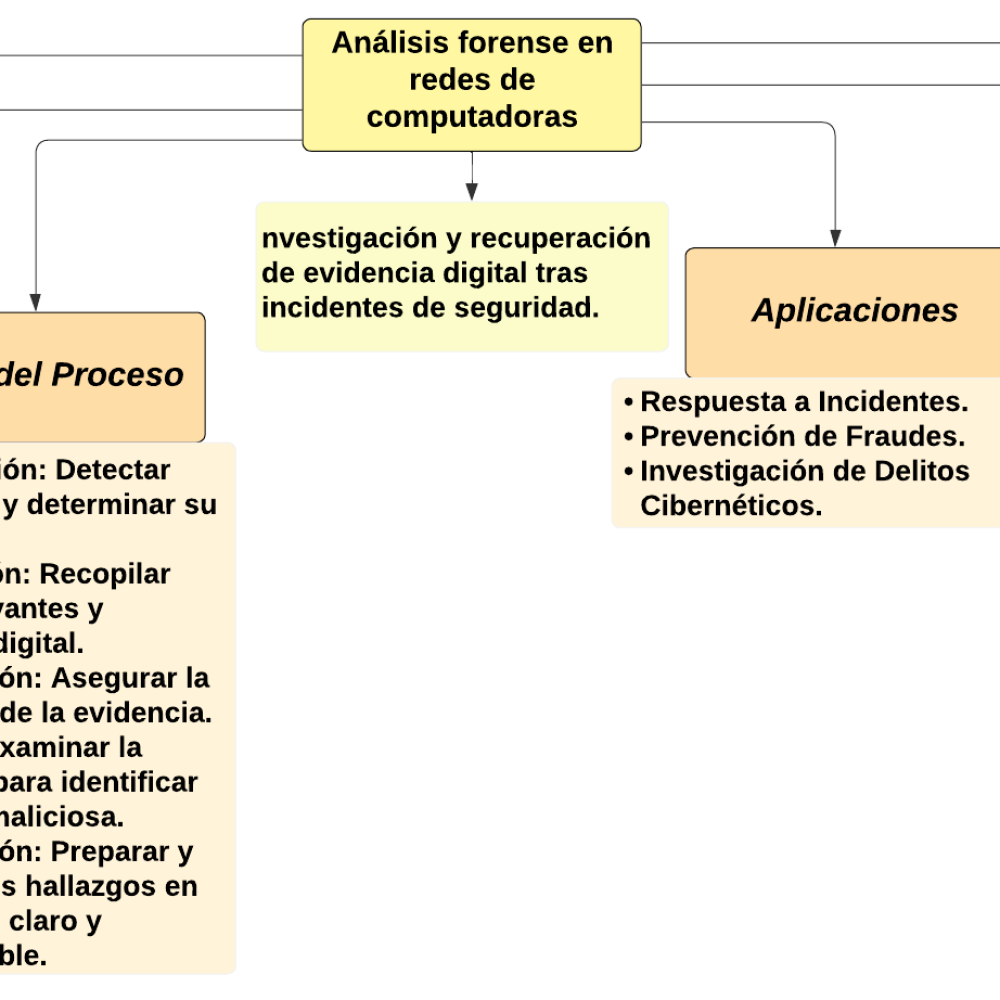 Análisis forense en
redes de
computadoras
nvestigación y recuperación
de evidencia digital tras
incidentes de seguridad.
Aplicaciones
• Respuesta a Incidentes.
• Prevención de Fraudes.
• Investigación de Delitos
Cibernéticos.
del Proceso
ión: Detectar
y determinar su
ón: Recopilar
vantes y
digital.
ón: Asegurar la
de la evidencia.
xaminar la
para identificar
maliciosa.
ón: Preparar y
s hallazgos en
claro y
ble.